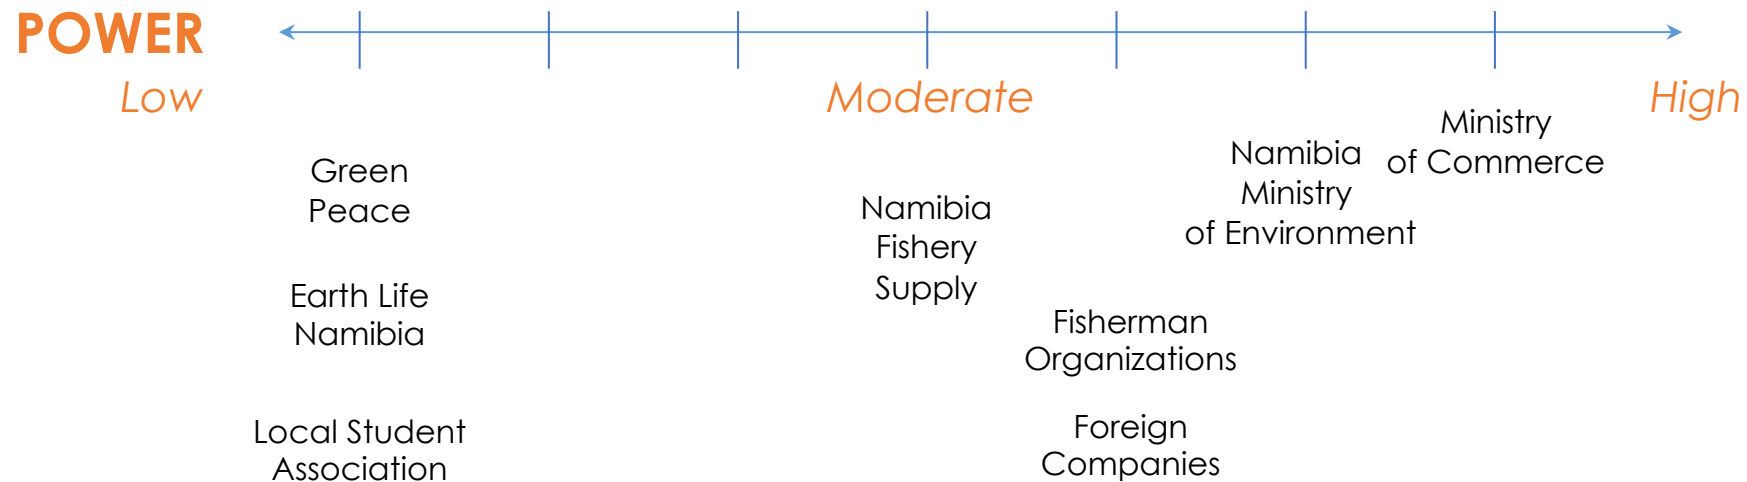 POWER
Low
Moderate
High
Green
Peace
Earth Life
Namibia
Local Student
Association
Namibia
Fishery
Supply
Fisherman
Organizations
Foreign
Companies
Namibia
Ministry
of Environment
Ministry
of Commerce